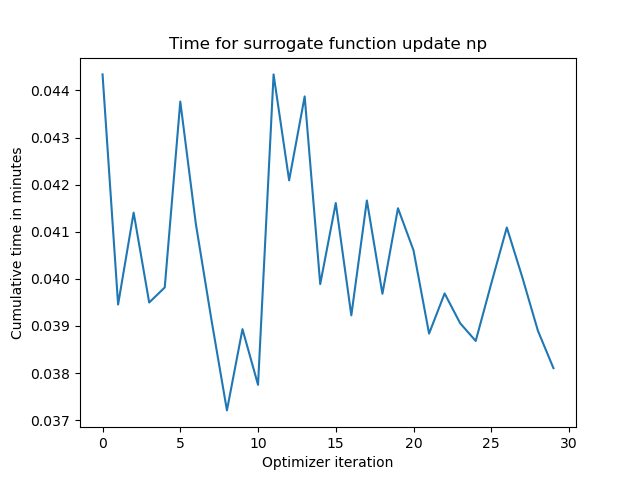 Time for surrogate function update np
Cumulative time in minutes
0.044
0.043
0.042
0.041
0.040
0.039
0.038
0.037
0 5 10 15 20 25 30
Optimizer iteration